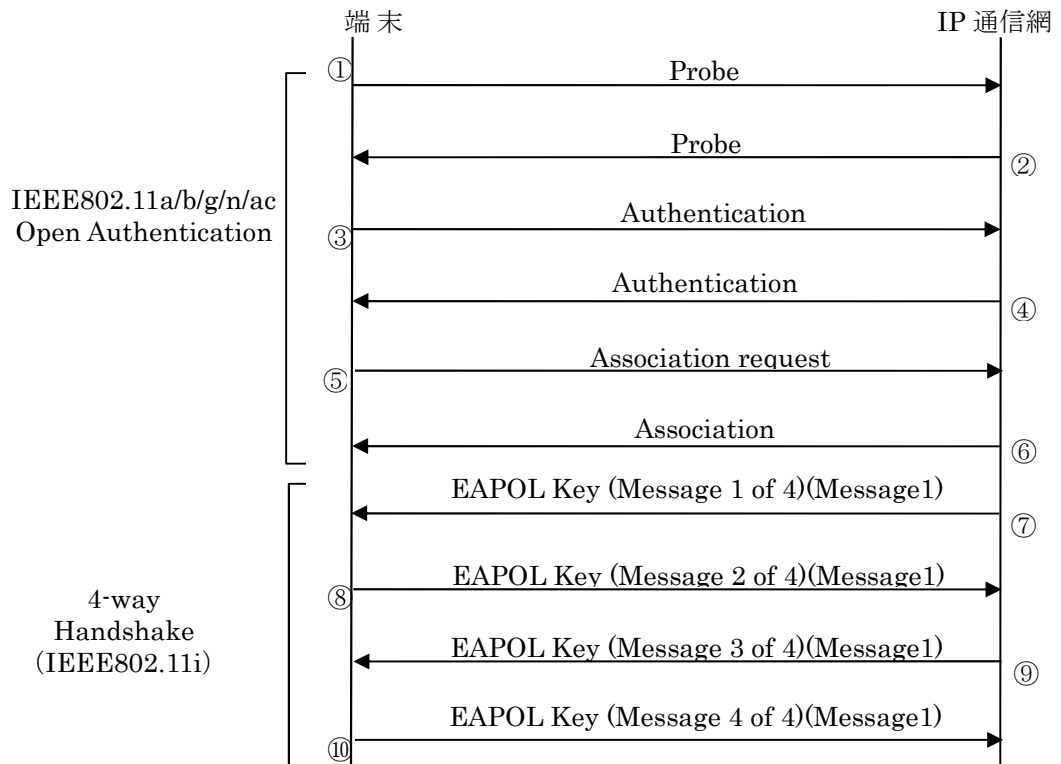 端 末
IP 通信網
①
Probe
Probe
②
IEEE802.11a/b/g/n/ac
Open Authentication
Authentication
③
Authentication
④
Association request
⑤
Association
⑥
EAPOL Key (Message 1 of 4)(Message1)
⑦
EAPOL Key (Message 2 of 4)(Message1)
⑧
4-way
Handshake
(IEEE802.11i)
EAPOL Key (Message 3 of 4)(Message1)
⑨
EAPOL Key (Message 4 of 4)(Message1)
⑩